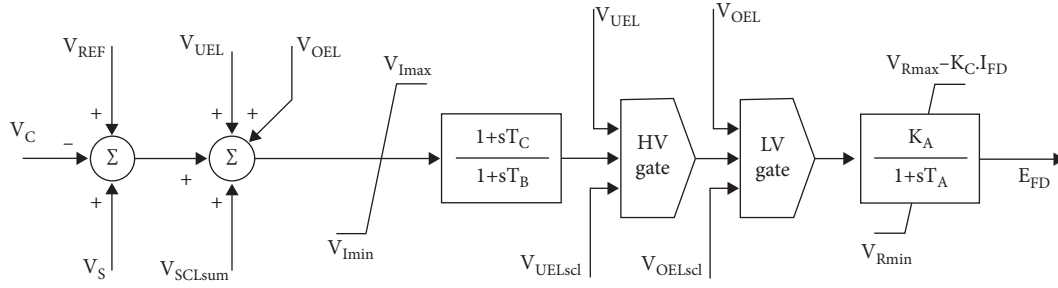 V_REF
V_UEL
V_OEL
V_Imax
V_UEL
V_OEL
V_Rmax–K_C.I_FD
V_C
–
+
+
+
Σ
Σ
+
+
+
1+sT_C
1+sT_B
HV
gate
LV
gate
K_A
1+sT_A
E_FD
V_S
V_SCLsum
V_Imin
V_UELscl
V_OELscl
V_Rmin